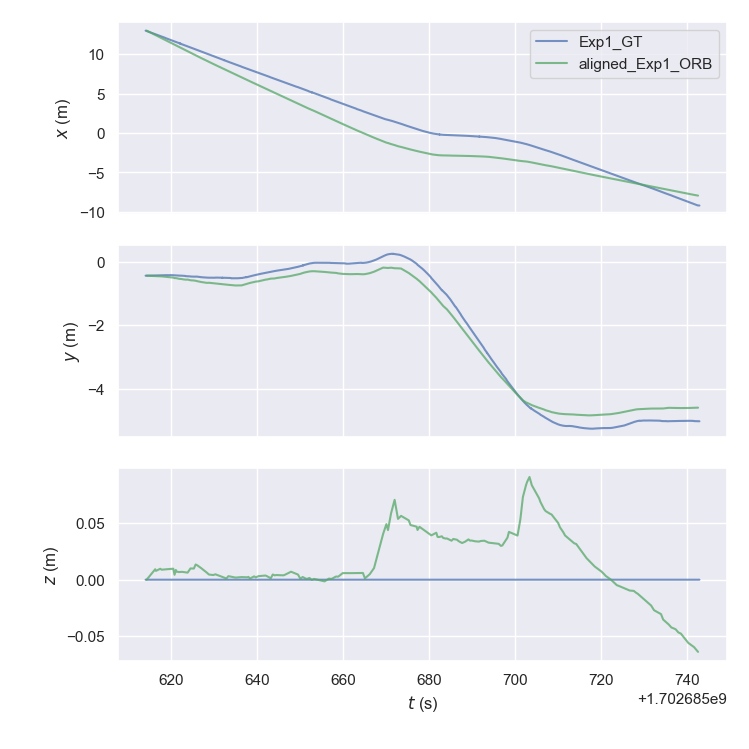 Exp1_GT
aligned_Exp1_ORB
10
5
0
−5
−10
x (m)
0
−2
−4
y (m)
0.05
0.00
−0.05
z (m)
620 640 660 680 700 720 740
+1.702685e9
t (s)